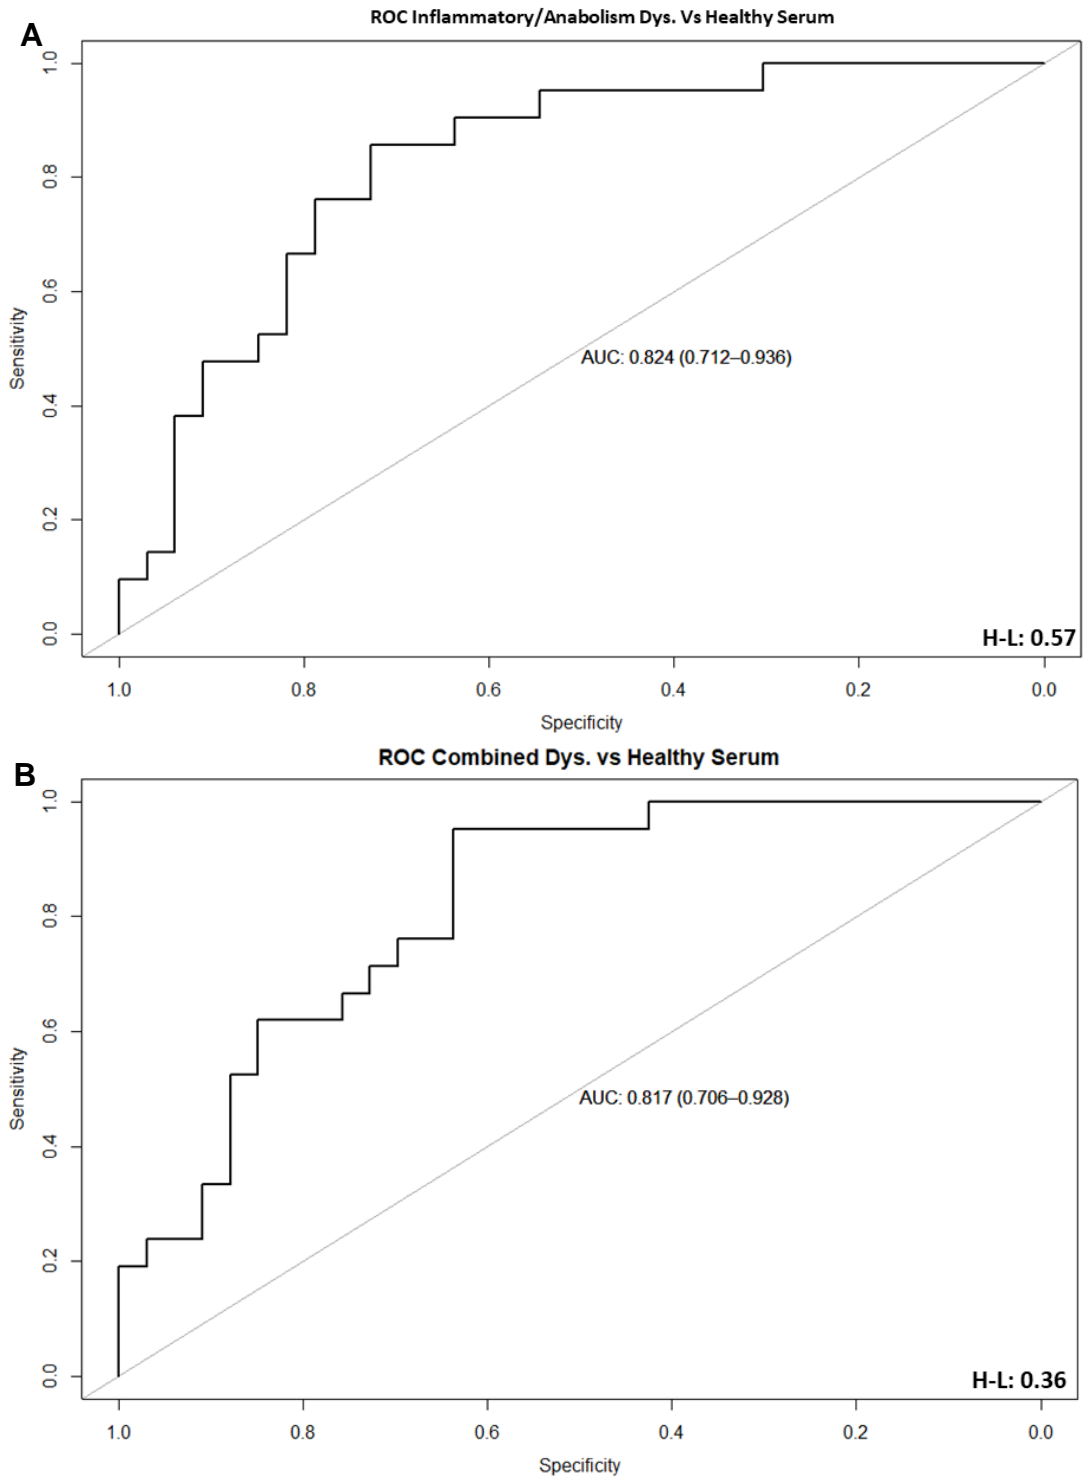 A
ROC Inflammatory/Anabolism Dys. Vs Healthy Serum
1.0
0.8
0.6
0.4
0.2
0.0
Sensitivity
AUC: 0.824 (0.712–0.936)
H-L: 0.57
1.0 0.8 0.6 0.4 0.2 0.0
Specificity
B
ROC Combined Dys. vs Healthy Serum
1.0
0.8
0.6
0.4
0.2
0.0
Sensitivity
AUC: 0.817 (0.706–0.928)
H-L: 0.36
1.0 0.8 0.6 0.4 0.2 0.0
Specificity